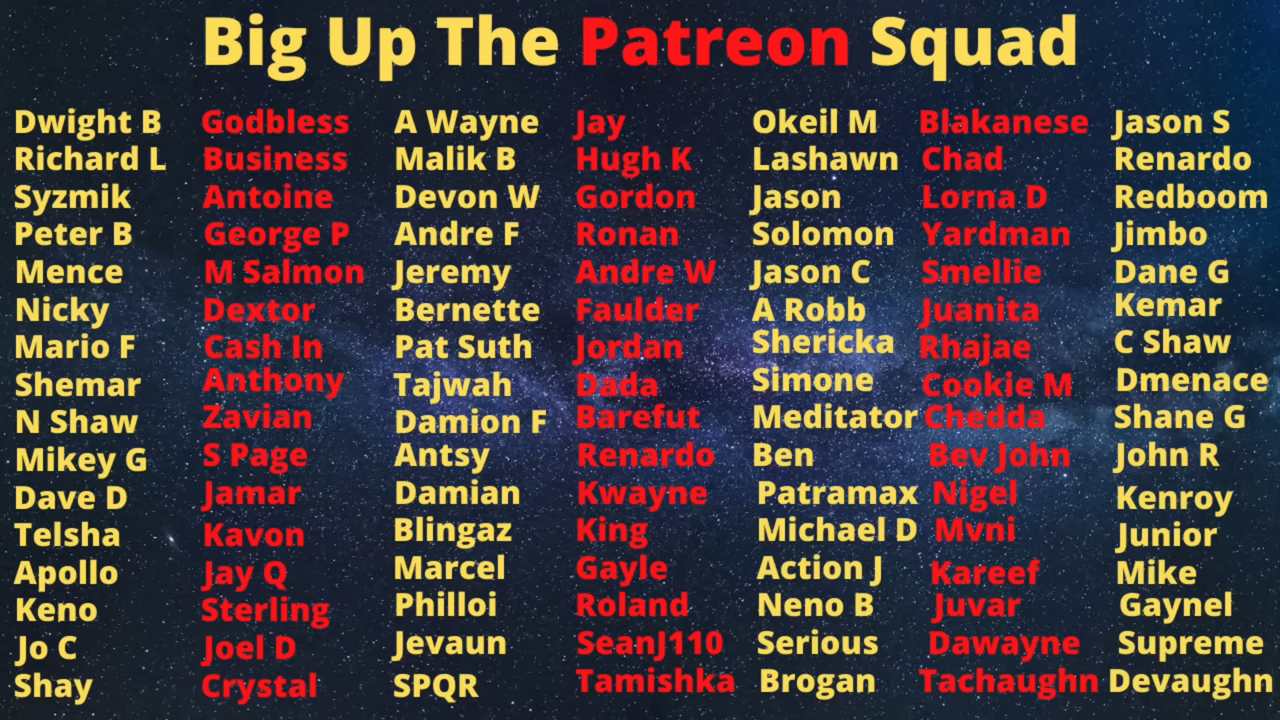 Big Up The Patreon Squad
Dwight B
Richard L
Syzmik
Peter B
Mence
Nicky
Mario F
Shemar
N Shaw
Mikey G
Dave D
Telsha
Apollo
Keno
Jo C
Shay
Godbless
Business
Antoine
George P
M Salmon
Dextor
Cash In
Anthony
Zavian
S Page
Jamar
Kavon
Jay Q
Sterling
Joel D
Crystal
A Wayne
Malik B
Devon W
Andre F
Jeremy
Bernette
Pat Suth
Tajwah
Damion F
Antsy
Damian
Blingaz
Marcel
Philloi
Jevaun
SPQR
Jay
Hugh K
Gordon
Ronan
Andre W
Faulder
Jordan
Dada
Barefut
Renardo
Kwayne
King
Gayle
Roland
SeanJ110
Tamishka
Okeil M
Lashawn
Jason
Solomon
Jason C
A Robb
Shericka
Simone
Meditator
Ben
Patramax
Michael D
Action J
Neno B
Serious
Brogan
Blakanese
Chad
Lorna D
Yardman
Smellie
Juanita
Rhajae
Cookie M
Chedda
Bev John
Nigel
Mvni
Kareef
Juvar
Dawayne
Tachaughn
Jason S
Renardo
Redboom
Jimbo
Dane G
Kemar
C Shaw
Dmenace
Shane G
John R
Kenroy
Junior
Mike
Gaynel
Supreme
Devaughn